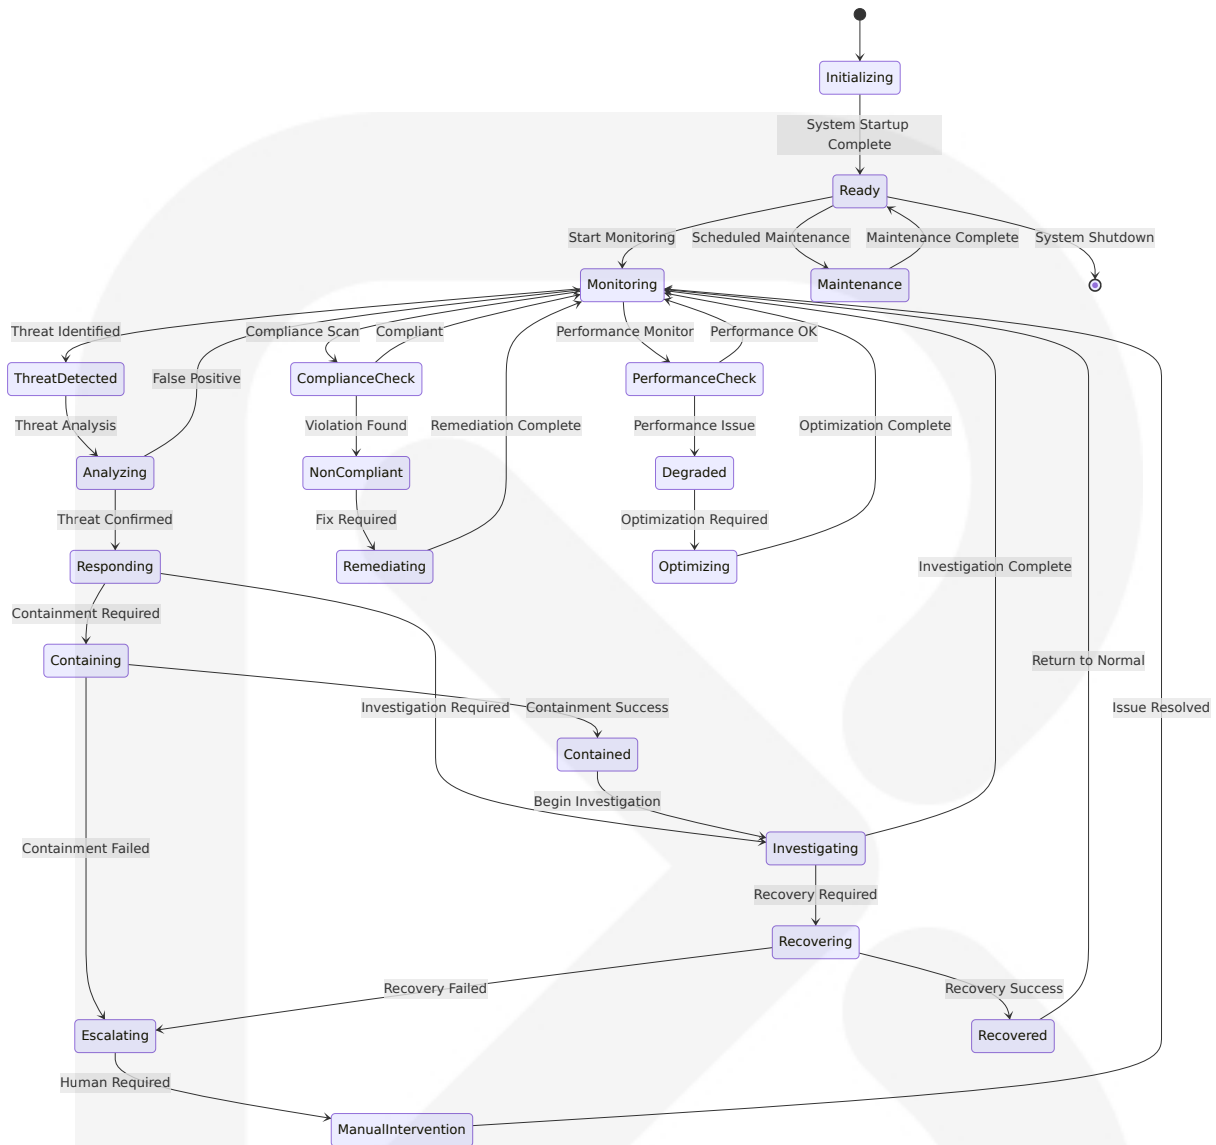 Initializing
System Startup
Complete
Ready
Start Monitoring
Scheduled Maintenance
Maintenance Complete
System Shutdown
Monitoring
Maintenance
Threat Identified
Compliance Scan
Compliant
Performance Monitor
Performance OK
ThreatDetected
False Positive
ComplianceCheck
PerformanceCheck
Threat Analysis
Violation Found
Remediation Complete
Performance Issue
Optimization Complete
Analyzing
NonCompliant
Degraded
Threat Confirmed
Fix Required
Optimization Required
Responding
Remediating
Optimizing
Investigation Complete
Containment Required
Containing
Return to Normal
Investigation Required
Containment Success
Issue Resolved
Contained
Begin Investigation
Containment Failed
Investigating
Recovery Required
Recovering
Recovery Failed
Recovery Success
Escalating
Recovered
Human Required
ManualIntervention